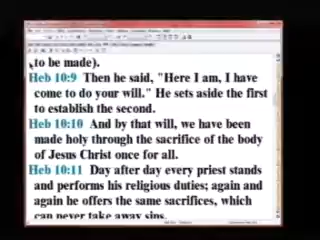 to be made).
Heb 10:9 Then he said, "Here I am, I have
come to do your will." He sets aside the first
to establish the second.
Heb 10:10 And by that will, we have been
made holy through the sacrifice of the body
of Jesus Christ once for all.
Heb 10:11 Day after day every priest stands
and performs his religious duties; again and
again he offers the same sacrifices, which
can never take away sins.